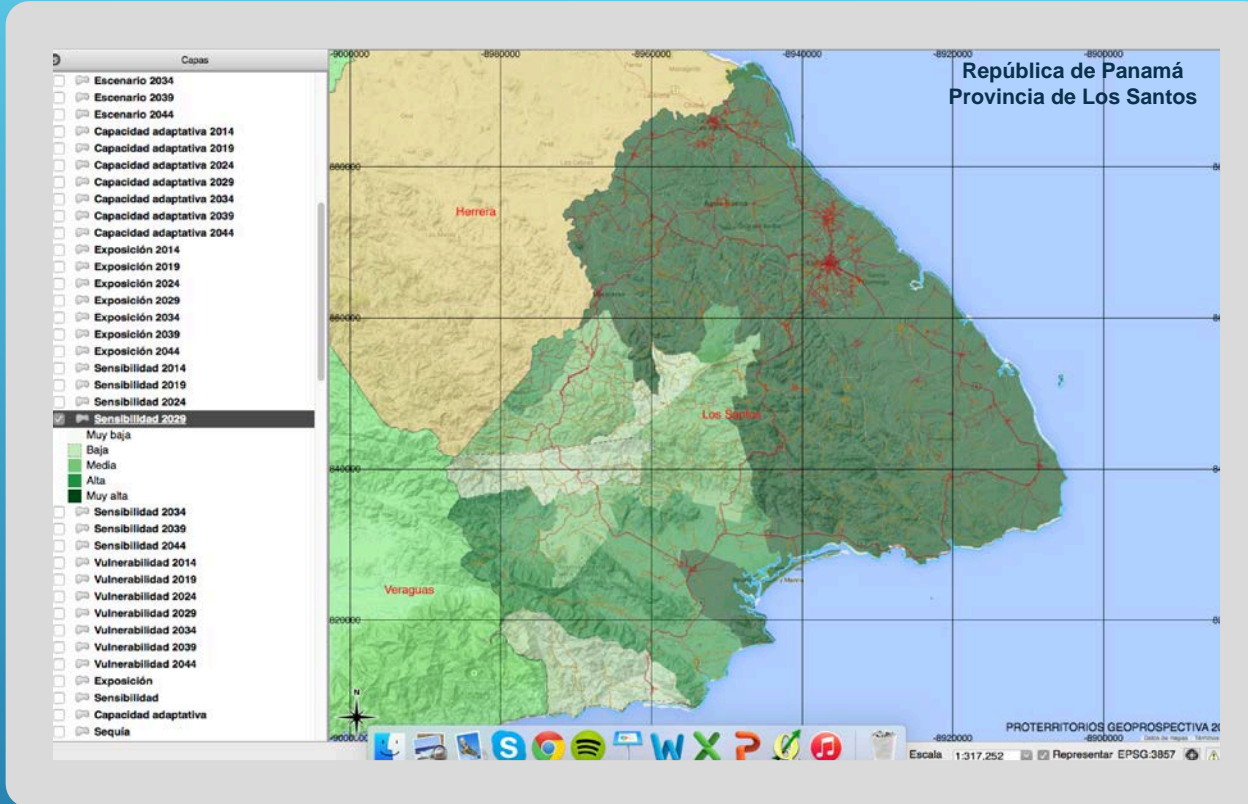 Capas
Escenario 2034
Escenario 2039
Escenario 2044
Capacidad adaptativa 2014
Capacidad adaptativa 2019
Capacidad adaptativa 2024
Capacidad adaptativa 2029
Capacidad adaptativa 2034
Capacidad adaptativa 2039
Capacidad adaptativa 2044
Exposición 2014
Exposición 2019
Exposición 2024
Exposición 2029
Exposición 2034
Exposición 2039
Exposición 2044
Sensibilidad 2014
Sensibilidad 2019
Sensibilidad 2024
Sensibilidad 2029
Muy baja
Baja
Media
Alta
Muy alta
Sensibilidad 2034
Sensibilidad 2039
Sensibilidad 2044
Vulnerabilidad 2014
Vulnerabilidad 2019
Vulnerabilidad 2024
Vulnerabilidad 2029
Vulnerabilidad 2034
Vulnerabilidad 2039
Vulnerabilidad 2044
Exposición
Sensibilidad
Capacidad adaptativa
Sequía
-9000000 -8980000 -8960000 -8940000 -8920000 -8900000
República de Panamá
Provincia de Los Santos
Herrera
Los Santos
840000
Veraguas
820000
N
PROTERRITORIOS GEOPROSPECTIVA 20
-8920000 -8900000
Escala 1:317,252 Representar EPSG:3857